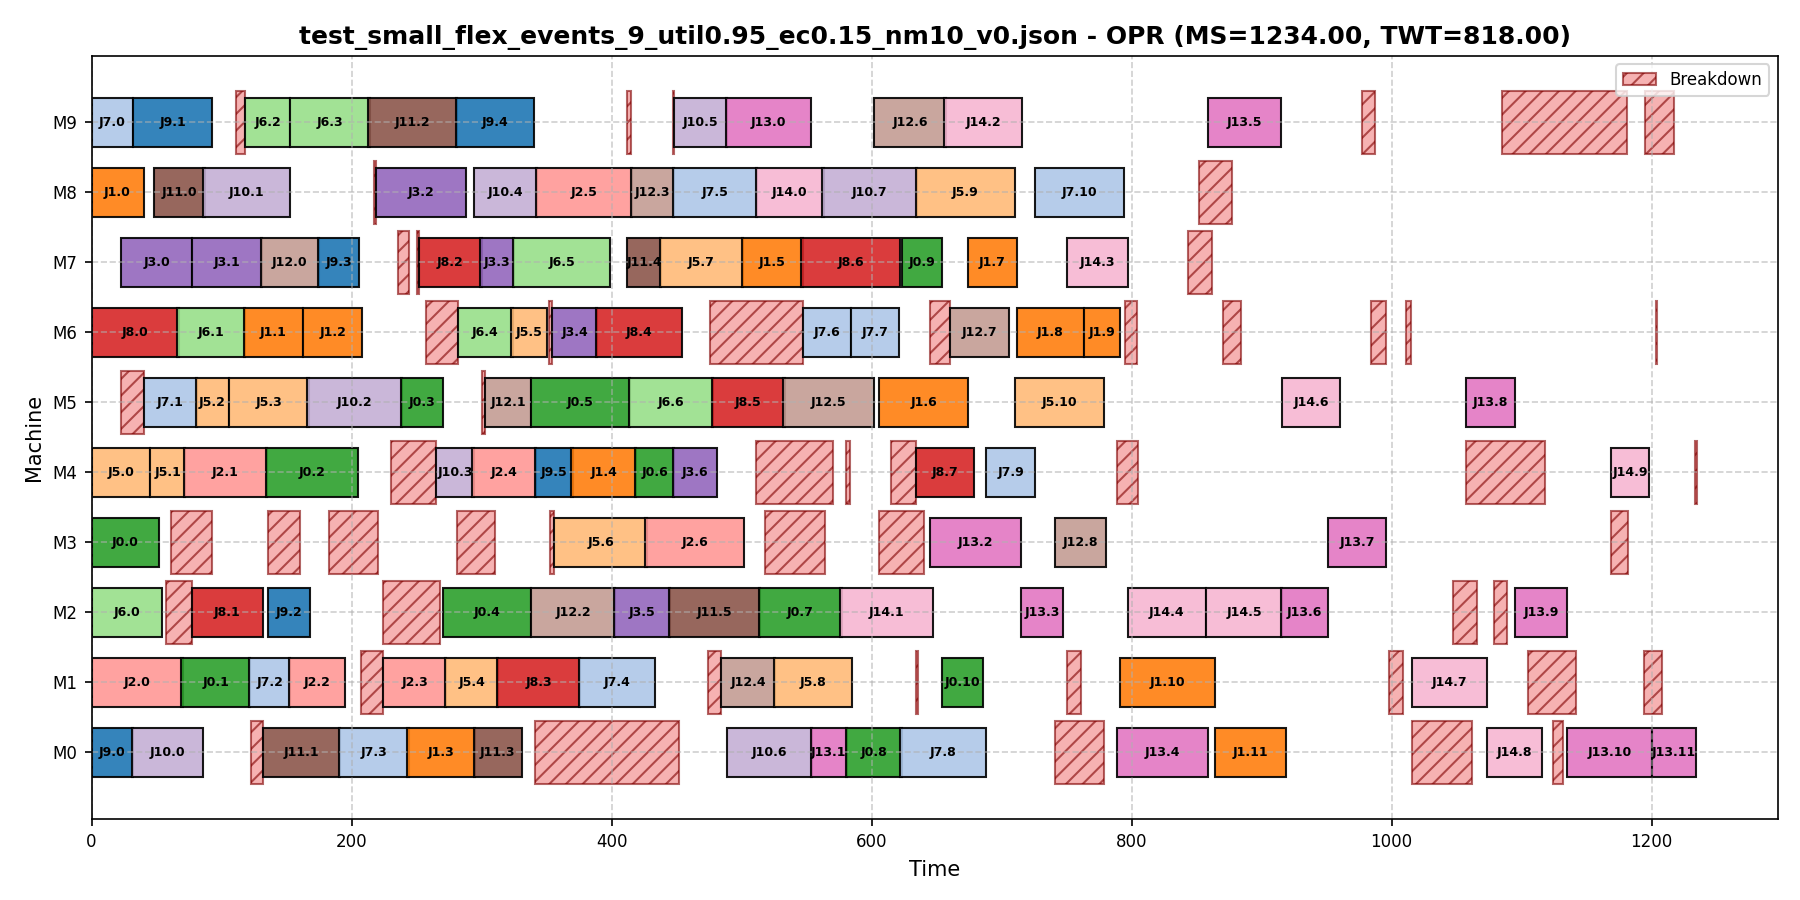 test_small_flex_events_9_util0.95_ec0.15_nm10_v0.json - OPR (MS=1234.00, TWT=818.00)
Breakdown
M9 J7.0 J9.1 J6.2 J6.3 J11.2 J9.4 J10.5 J13.0 J12.6 J14.2 J13.5
M8 J1.0 J11.0 J10.1 J3.2 J10.4 J2.5 J12.3 J7.5 J14.0 J10.7 J5.9 J7.10
M7 J3.0 J3.1 J12.0 J9.3 J8.2 J3.3 J6.5 J11.4 J5.7 J1.5 J8.6 J0.9 J1.7 J14.3
M6 J8.0 J6.1 J1.1 J1.2 J6.4 J5.5 J3.4 J8.4 J7.6 J7.7 J12.7 J1.8 J1.9
M5 J7.1 J5.2 J5.3 J10.2 J0.3 J12.1 J0.5 J6.6 J8.5 J12.5 J1.6 J5.10 J14.6 J13.8
M4 J5.0 J5.1 J2.1 J0.2 J10.3 J2.4 J9.5 J1.4 J0.6 J3.6 J8.7 J7.9 J14.9
M3 J0.0 J5.6 J2.6 J13.2 J12.8 J13.7
M2 J6.0 J8.1 J9.2 J0.4 J12.2 J3.5 J11.5 J0.7 J14.1 J13.3 J14.4 J14.5 J13.6 J13.9
M1 J2.0 J0.1 J7.2 J2.2 J2.3 J5.4 J8.3 J7.4 J12.4 J5.8 J0.10 J1.10 J14.7
M0 J9.0 J10.0 J11.1 J7.3 J1.3 J11.3 J10.6 J13.1 J0.8 J7.8 J13.4 J1.11 J14.8 J13.10 J13.11
Machine
0 200 400 600 800 1000 1200
Time